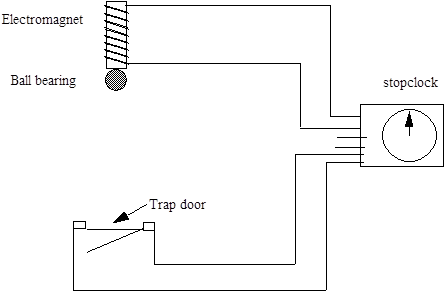 Electromagnet
Ball bearing
stopclock
Trap door